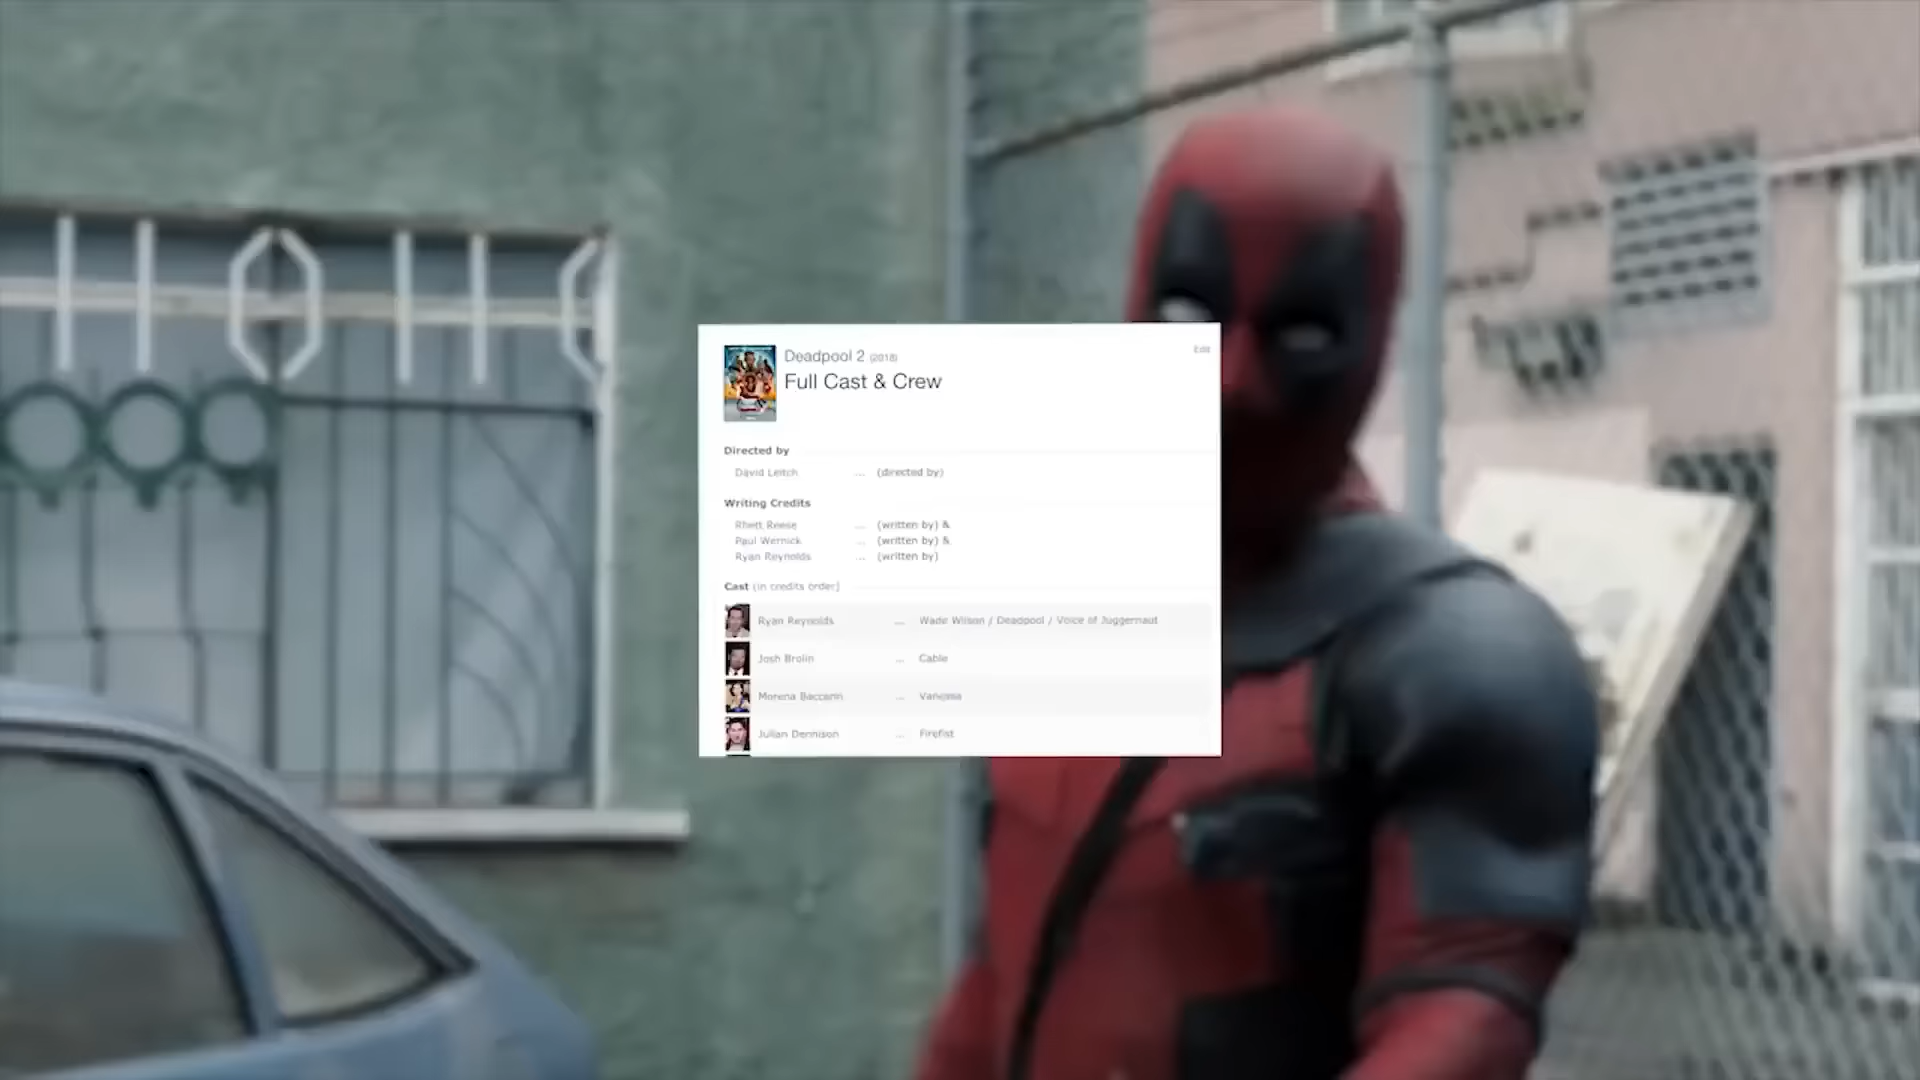 Deadpool 2 (2018)
Edit
Full Cast & Crew
Directed by
David Leitch ... (directed by)
Writing Credits
Rhett Reese ... (written by) &
Paul Wernick ... (written by) &
Ryan Reynolds ... (written by)
Cast (in credits order)
Ryan Reynolds ... Wade Wilson / Deadpool / Voice of Juggernaut
Josh Brolin ... Cable
Morena Baccarin ... Vanessa
Julian Dennison ... Firefist